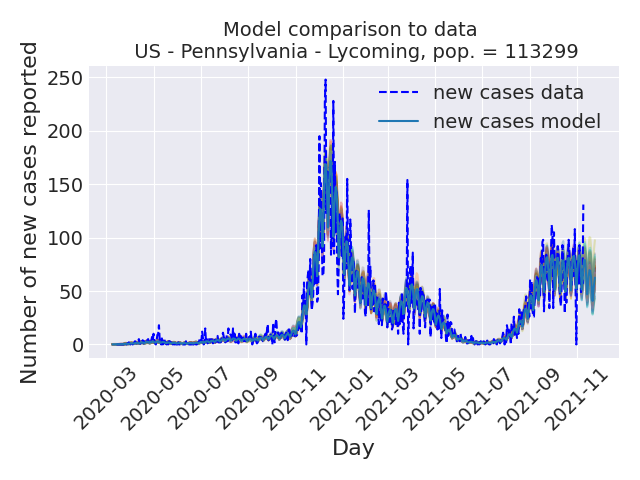 Model comparison to data
US - Pennsylvania - Lycoming, pop. = 113299
Number of new cases reported
250
200
150
100
50
0
new cases data
new cases model
2020-03
2020-05
2020-07
2020-09
2020-11
2021-01
2021-03
2021-05
2021-07
2021-09
2021-11
Day